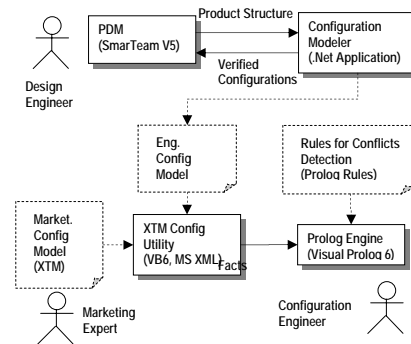 Product Structure
PDM
(SmarTeam V5)
Configuration
Modeler
(.Net Application)
Verified
Configurations
Design
Engineer
Eng.
Config
Model
Rules for Conflicts
Detection
(Prolog Rules)
Market.
Config
Model
(XTM)
XTM Config
Utility
(VB6, MS XML)
Facts
Prolog Engine
(Visual Prolog 6)
Marketing
Expert
Configuration
Engineer